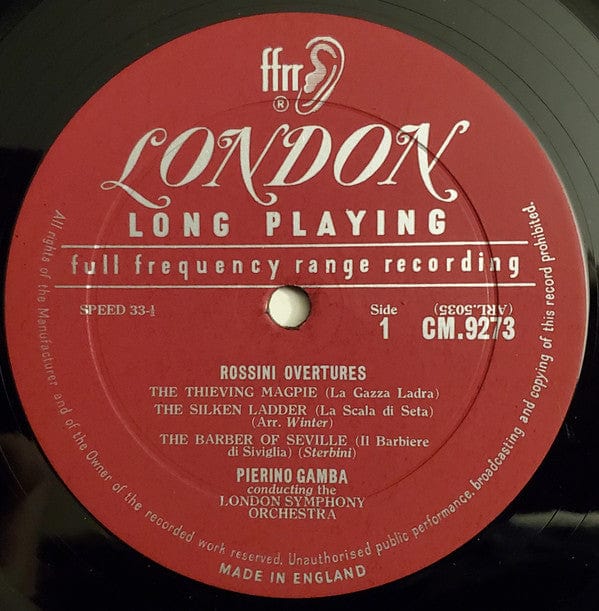 ffrr
®
LONDON
LONG PLAYING
full frequency range recording
SPEED 33-⅓
Side
1
(ARL.5035)
CM.9273
ROSSINI OVERTURES
THE THIEVING MAGPIE (La Gazza Ladra)
THE SILKEN LADDER (La Scala di Seta)
(Arr. Winter)
THE BARBER OF SEVILLE (Il Barbiere
di Siviglia) (Sterbini)
PIERINO GAMBA
conducting the
LONDON SYMPHONY
ORCHESTRA
All rights of the Manufacturer and of the Owner of the recorded work reserved. Unauthorised public performance, broadcasting and copying of this record prohibited.
MADE IN ENGLAND